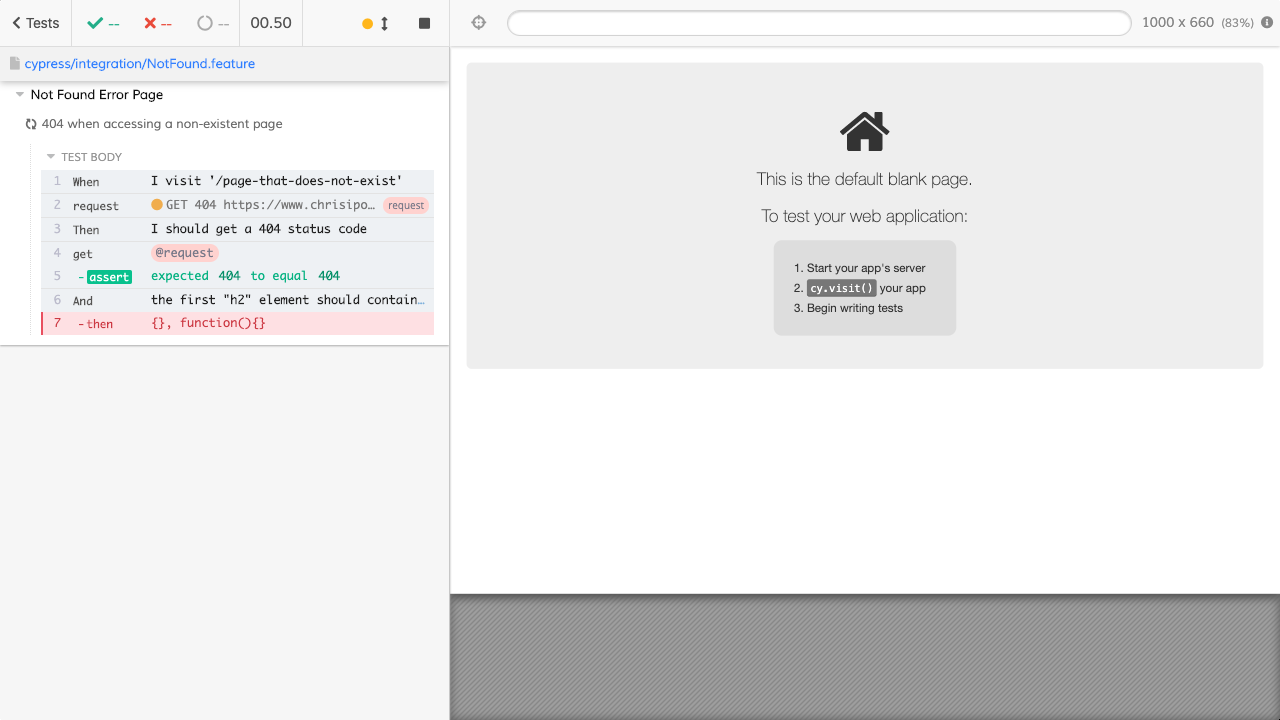 Tests -- -- -- 00.50 1000 x 660 (83%)
cypress/integration/NotFound.feature
Not Found Error Page
404 when accessing a non-existent page
TEST BODY
1 When I visit '/page-that-does-not-exist'
2 request GET 404 https://www.chrisipo… request
3 Then I should get a 404 status code
4 get @request
5 -assert expected 404 to equal 404
6 And the first "h2" element should contain…
7 -then {}, function(){}
This is the default blank page.
To test your web application:
1. Start your app's server
2. cy.visit() your app
3. Begin writing tests